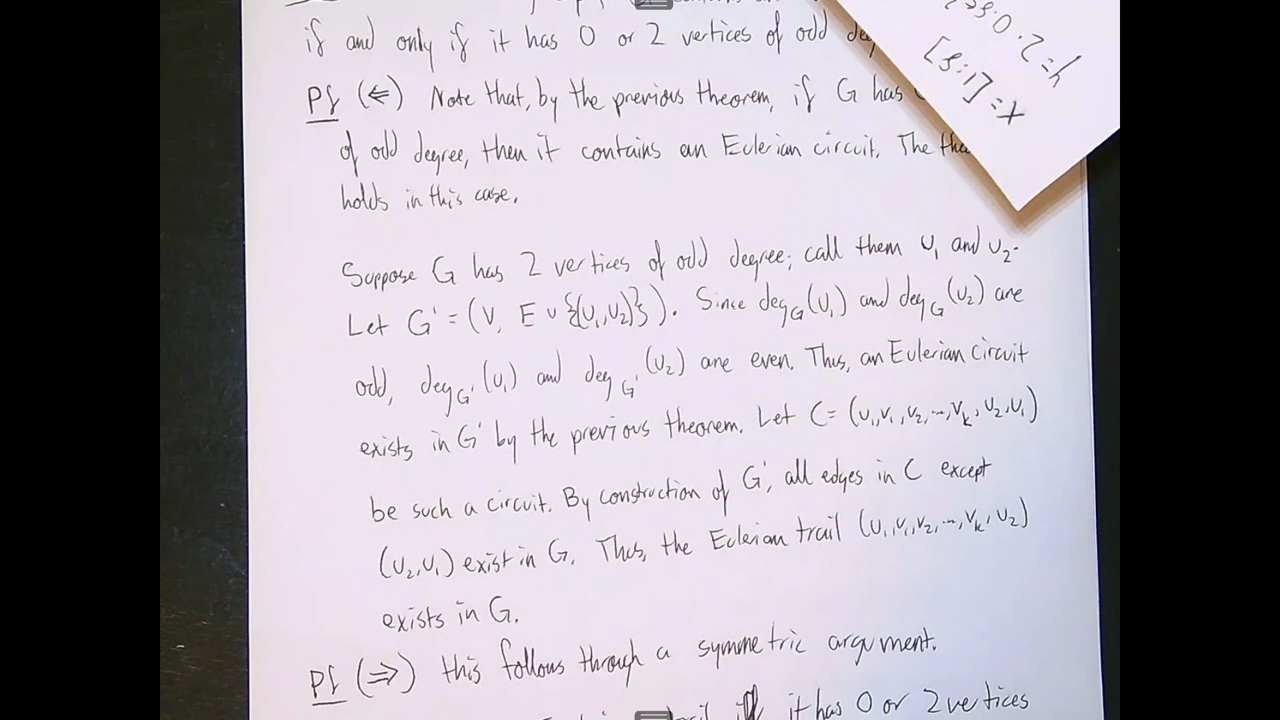 if and only if it has 0 or 2 vertices of odd
Pf (⇐) Note that, by the previous theorem, if G has
of odd degree, then it contains an Eulerian circuit. The
holds in this case.
Suppose G has 2 vertices of odd degree; call them u₁ and u₂.
Let G' = (V, E ∪ {(u₁,u₂)}). Since deg_G(u₁) and deg_G(u₂) are
odd, deg_G'(u₁) and deg_G'(u₂) are even. Thus, an Eulerian circuit
exists in G' by the previous theorem. Let C = (u₁,v₁,v₂,...,vₖ,u₂,u₁)
be such a circuit. By construction of G', all edges in C except
(u₂,u₁) exist in G. Thus, the Eulerian trail (u₁,v₁,v₂,...,vₖ,u₂)
exists in G.
Pf (⇒) this follows through a symmetric argument.
it has 0 or 2 vertices
x=[1:8]